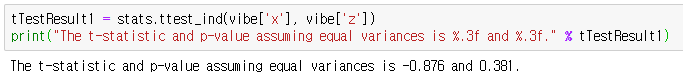 tTestResult1 = stats.ttest_ind(vibe['x'], vibe['z'])
print("The t-statistic and p-value assuming equal variances is %.3f and %.3f." % tTestResult1)
The t-statistic and p-value assuming equal variances is -0.876 and 0.381.